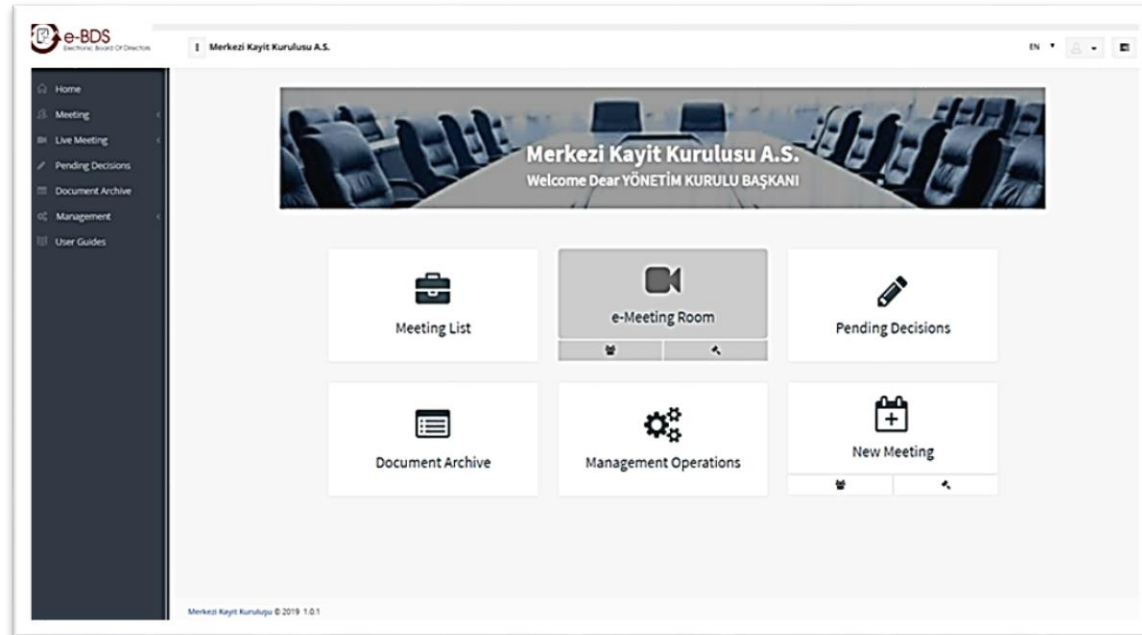 e-BDS
Electronic Board Of Directors
Merkezi Kayit Kurulusu A.S.
EN
Home
Meeting
Live Meeting
Pending Decisions
Document Archive
Management
User Guides
Merkezi Kayit Kurulusu A.S.
Welcome Dear YÖNETİM KURULU BAŞKANI
Meeting List
e-Meeting Room
Pending Decisions
Document Archive
Management Operations
New Meeting
Merkezi Kayit Kuruluşu © 2019 1.0.1